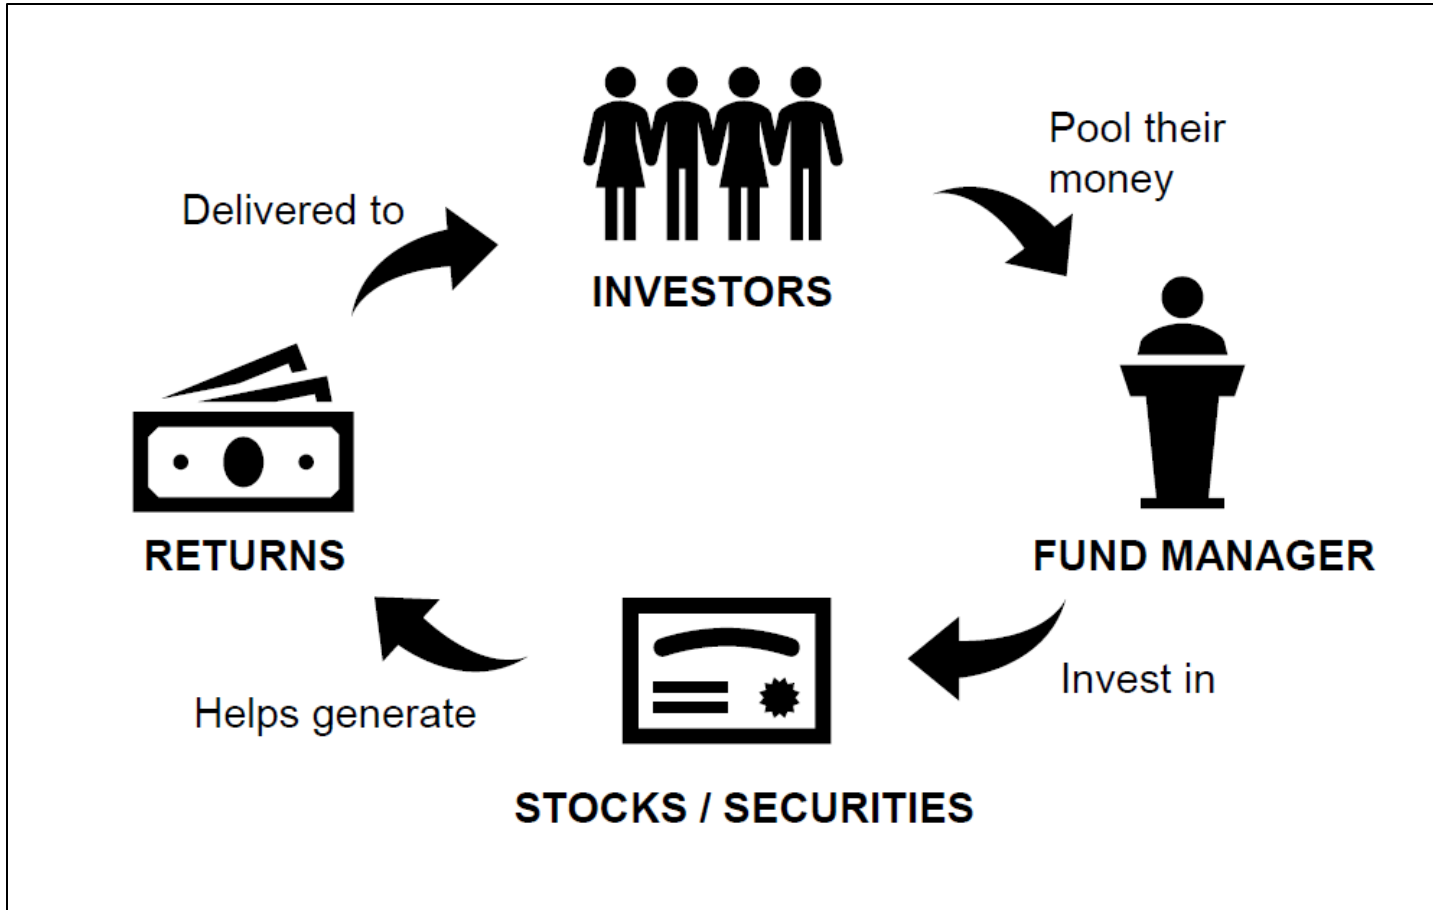 Pool their
money
Delivered to
INVESTORS
RETURNS
FUND MANAGER
Invest in
Helps generate
STOCKS / SECURITIES